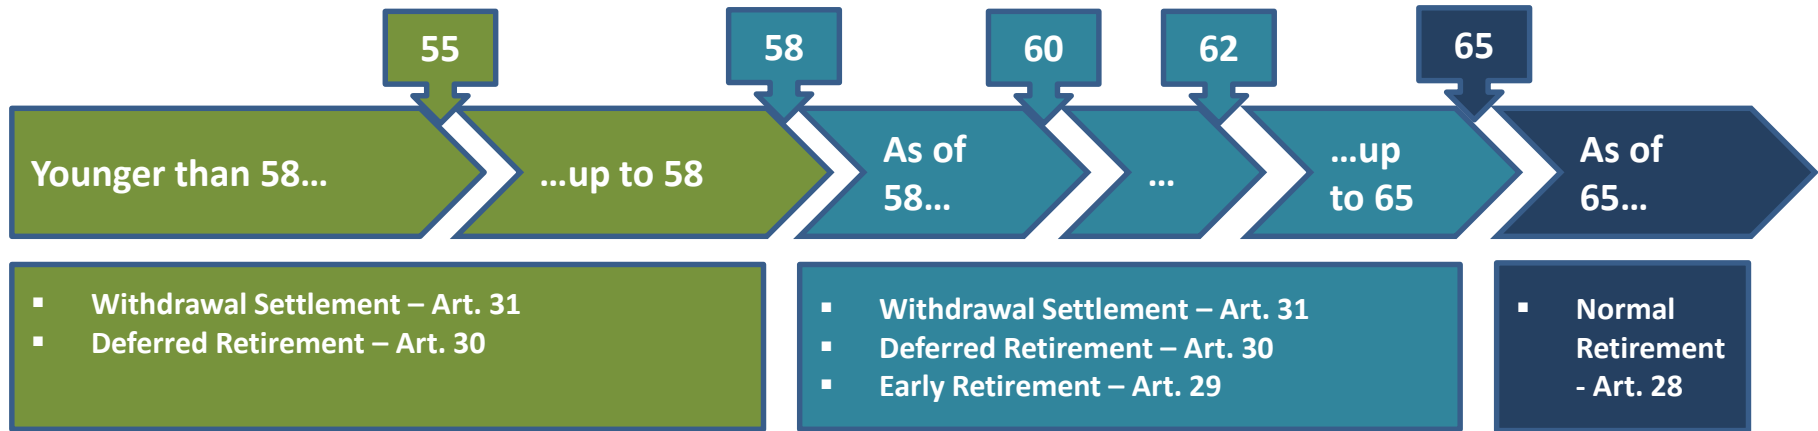 55
58
60
62
65
Younger than 58…
…up to 58
As of
58…
…
…up
to 65
As of
65…
▪ Withdrawal Settlement – Art. 31
▪ Deferred Retirement – Art. 30
▪ Withdrawal Settlement – Art. 31
▪ Deferred Retirement – Art. 30
▪ Early Retirement – Art. 29
▪ Normal
Retirement
- Art. 28